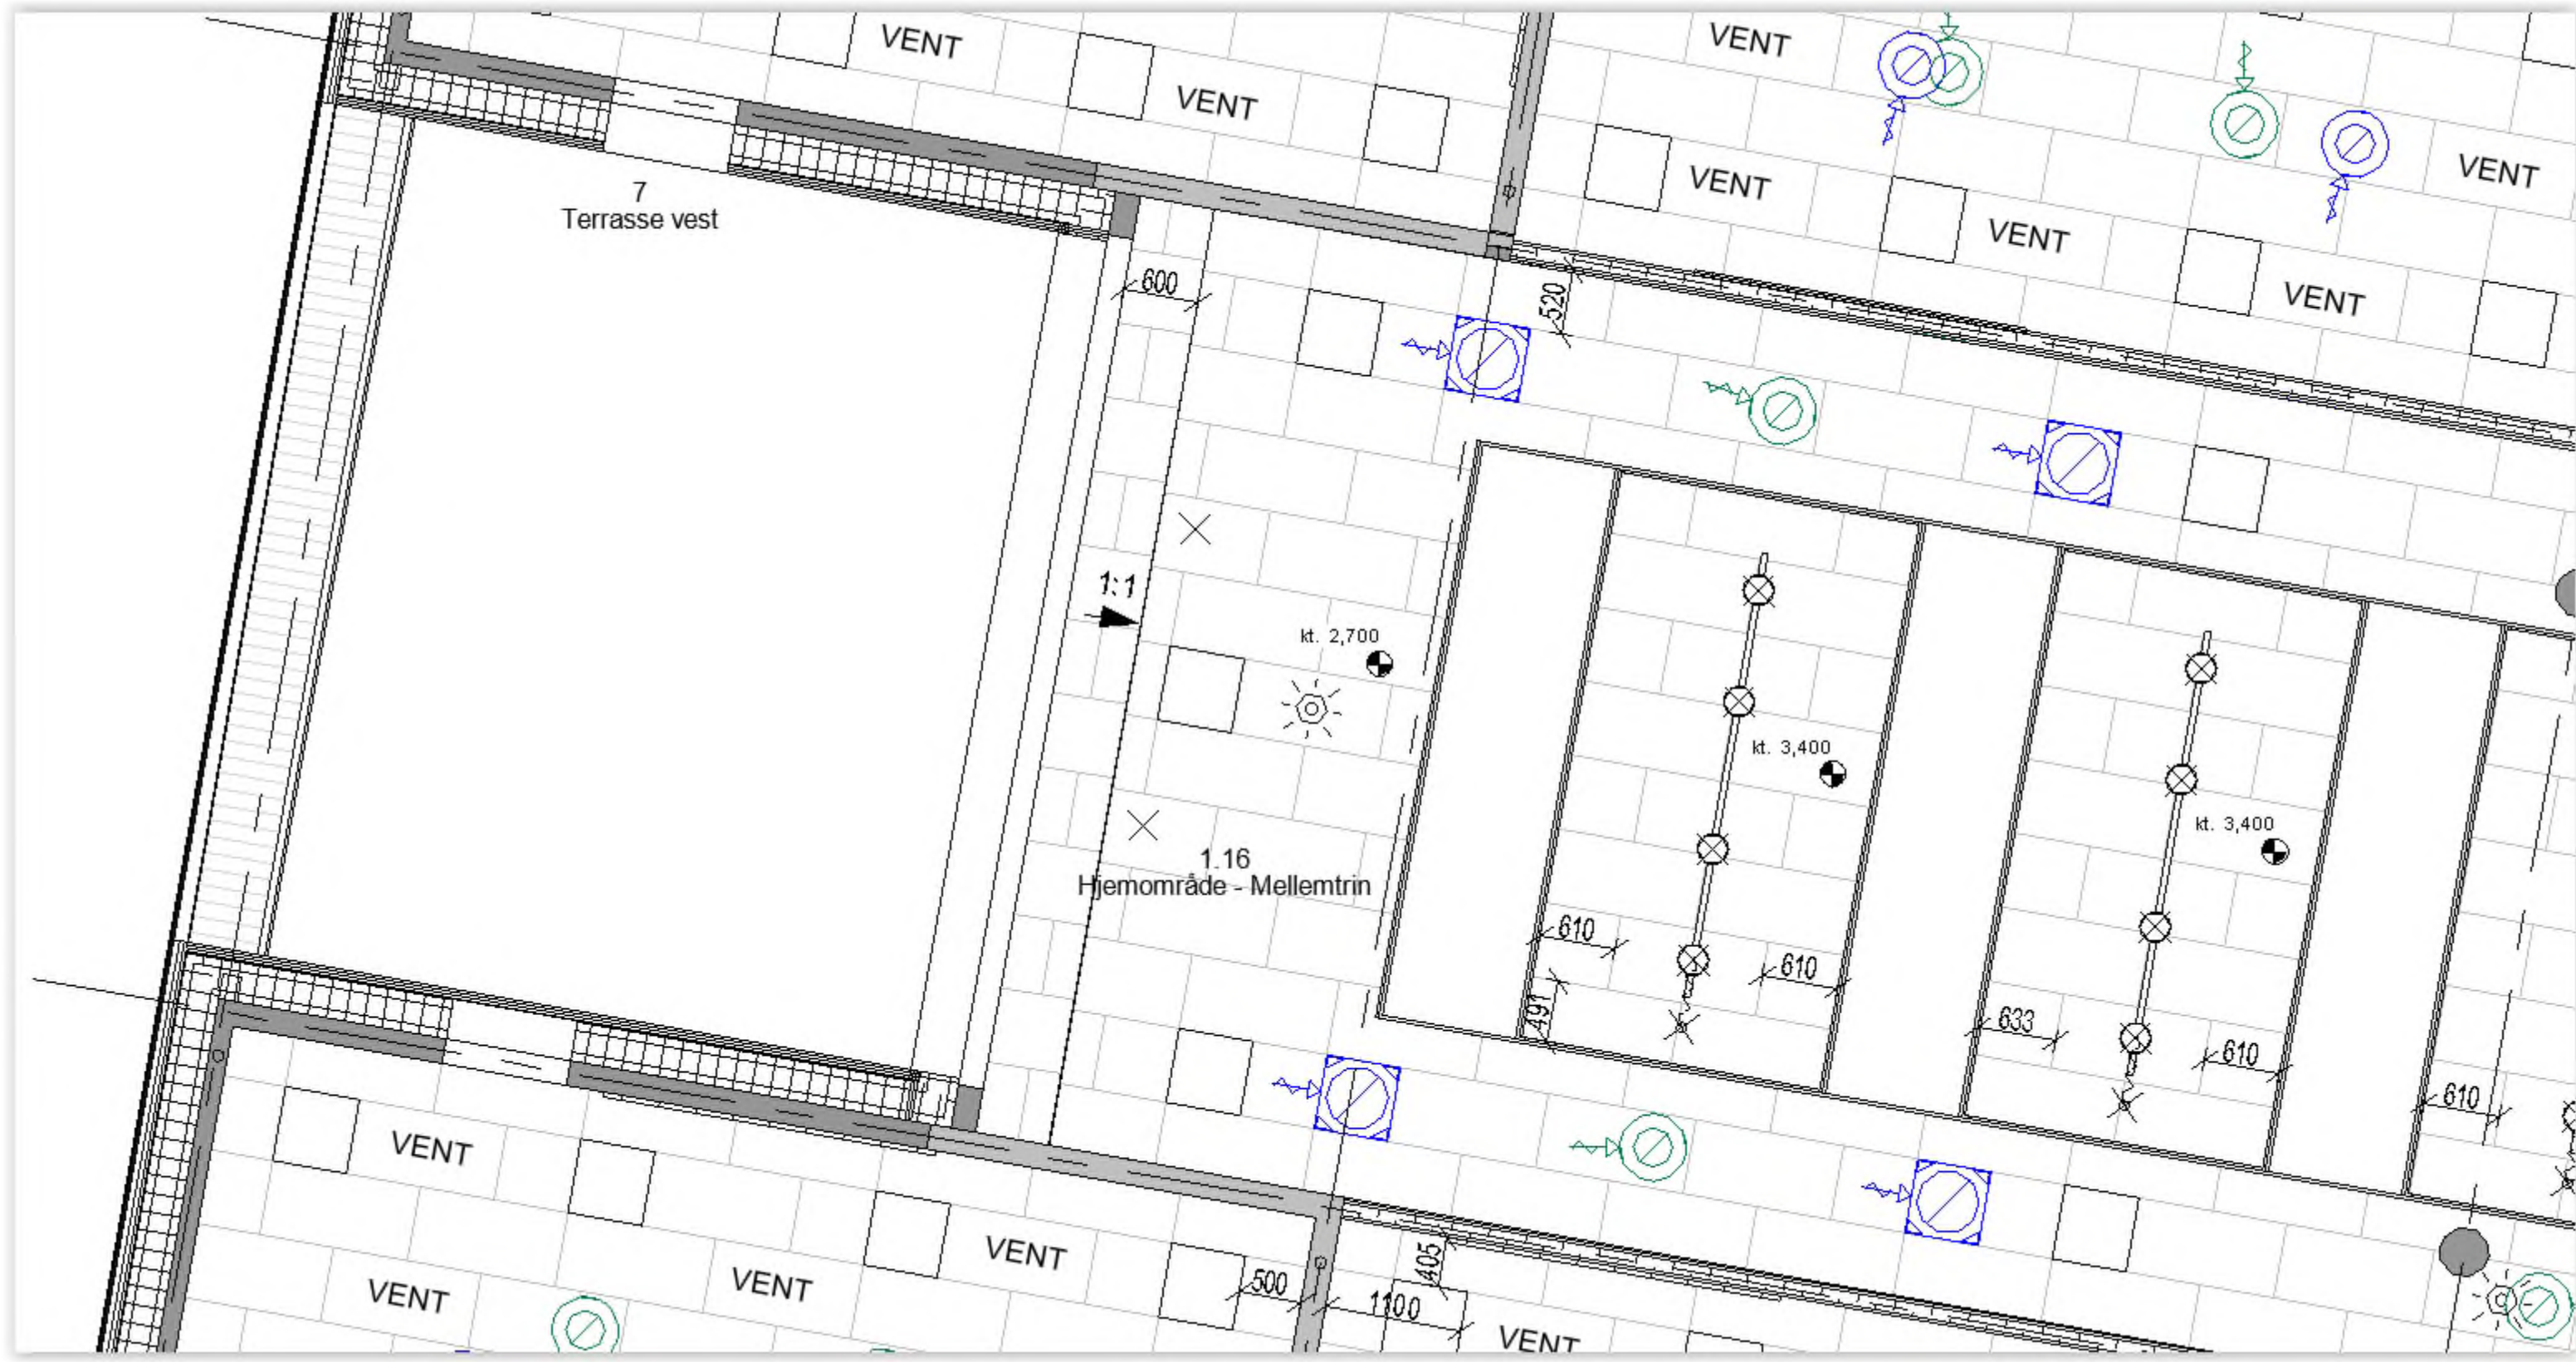 VENT
VENT
VENT
VENT
VENT
VENT
VENT
7
Terrasse vest
600
520
1:1
kt. 2,700
kt. 3,400
kt. 3,400
1.16
Hjemområde - Mellemtrin
610
610
491
633
610
610
VENT
VENT
VENT
VENT
405
500
1100
VENT